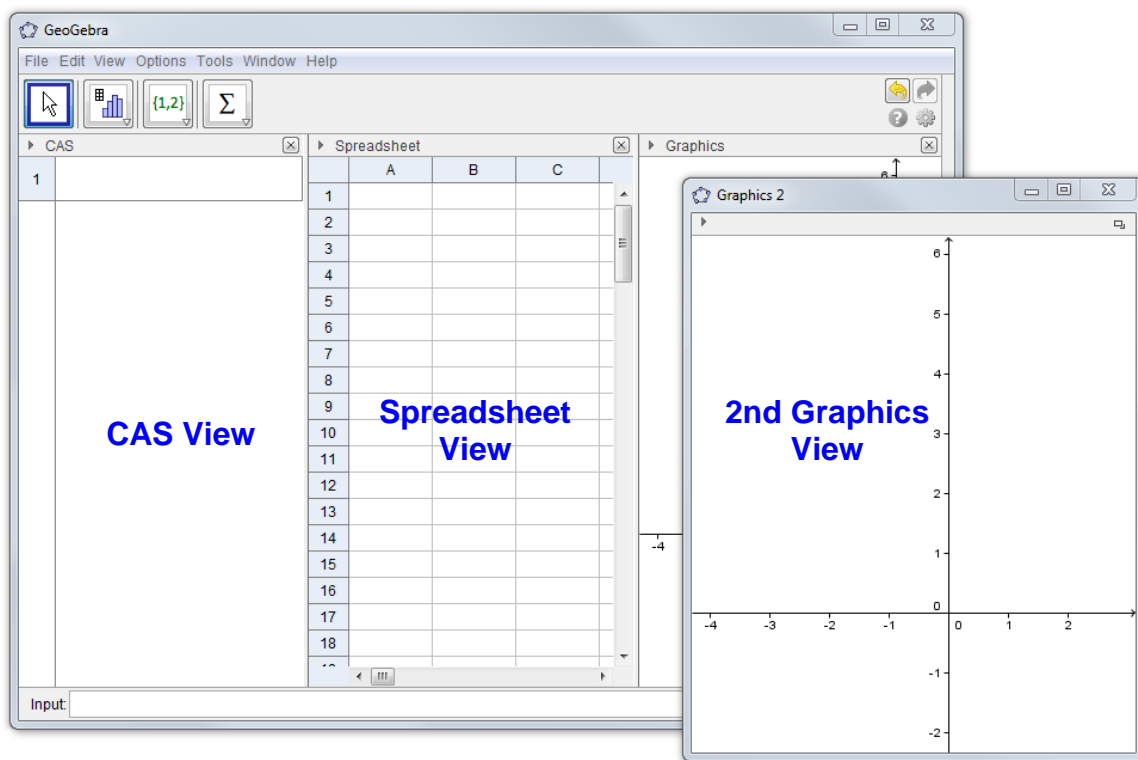 GeoGebra
File Edit View Options Tools Window Help
{1,2}
Σ
CAS
Spreadsheet
Graphics
1
A B C
1
2
3
4
5
6
7
8
9
10
11
12
13
14
15
16
17
18
CAS View
Spreadsheet
View
6
-4
Input:
Graphics 2
6
5
4
3
2
1
0
-4 -3 -2 -1 0 1 2
-1
-2
2nd Graphics
View